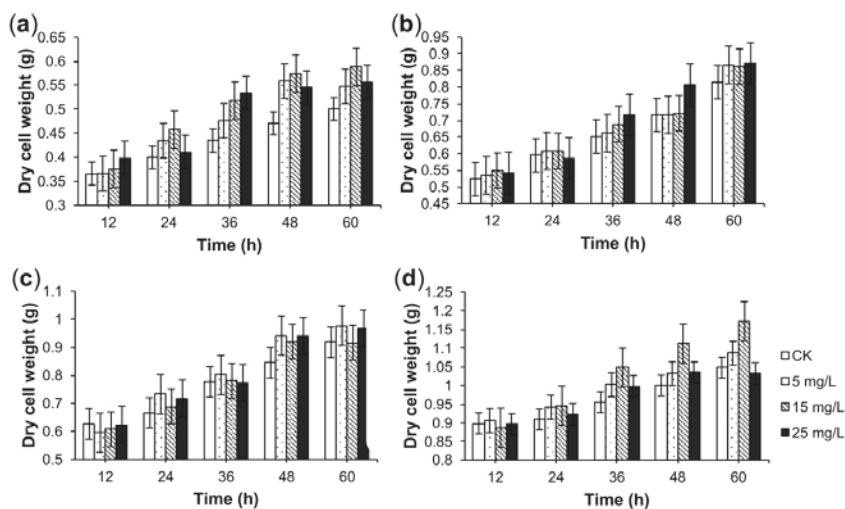 (a)
Dry cell weight (g)
0.65
0.6
0.55
0.5
0.45
0.4
0.35
0.3
12 24 36 48 60
Time (h)
(b)
Dry cell weight (g)
0.95
0.9
0.85
0.8
0.75
0.7
0.65
0.6
0.55
0.5
0.45
12 24 36 48 60
Time (h)
(c)
Dry cell weight (g)
1.1
1
0.9
0.8
0.7
0.6
0.5
12 24 36 48 60
Time (h)
(d)
Dry cell weight (g)
1.25
1.2
1.15
1.1
1.05
1
0.95
0.9
0.85
0.8
12 24 36 48 60
Time (h)
CK
5 mg/L
15 mg/L
25 mg/L